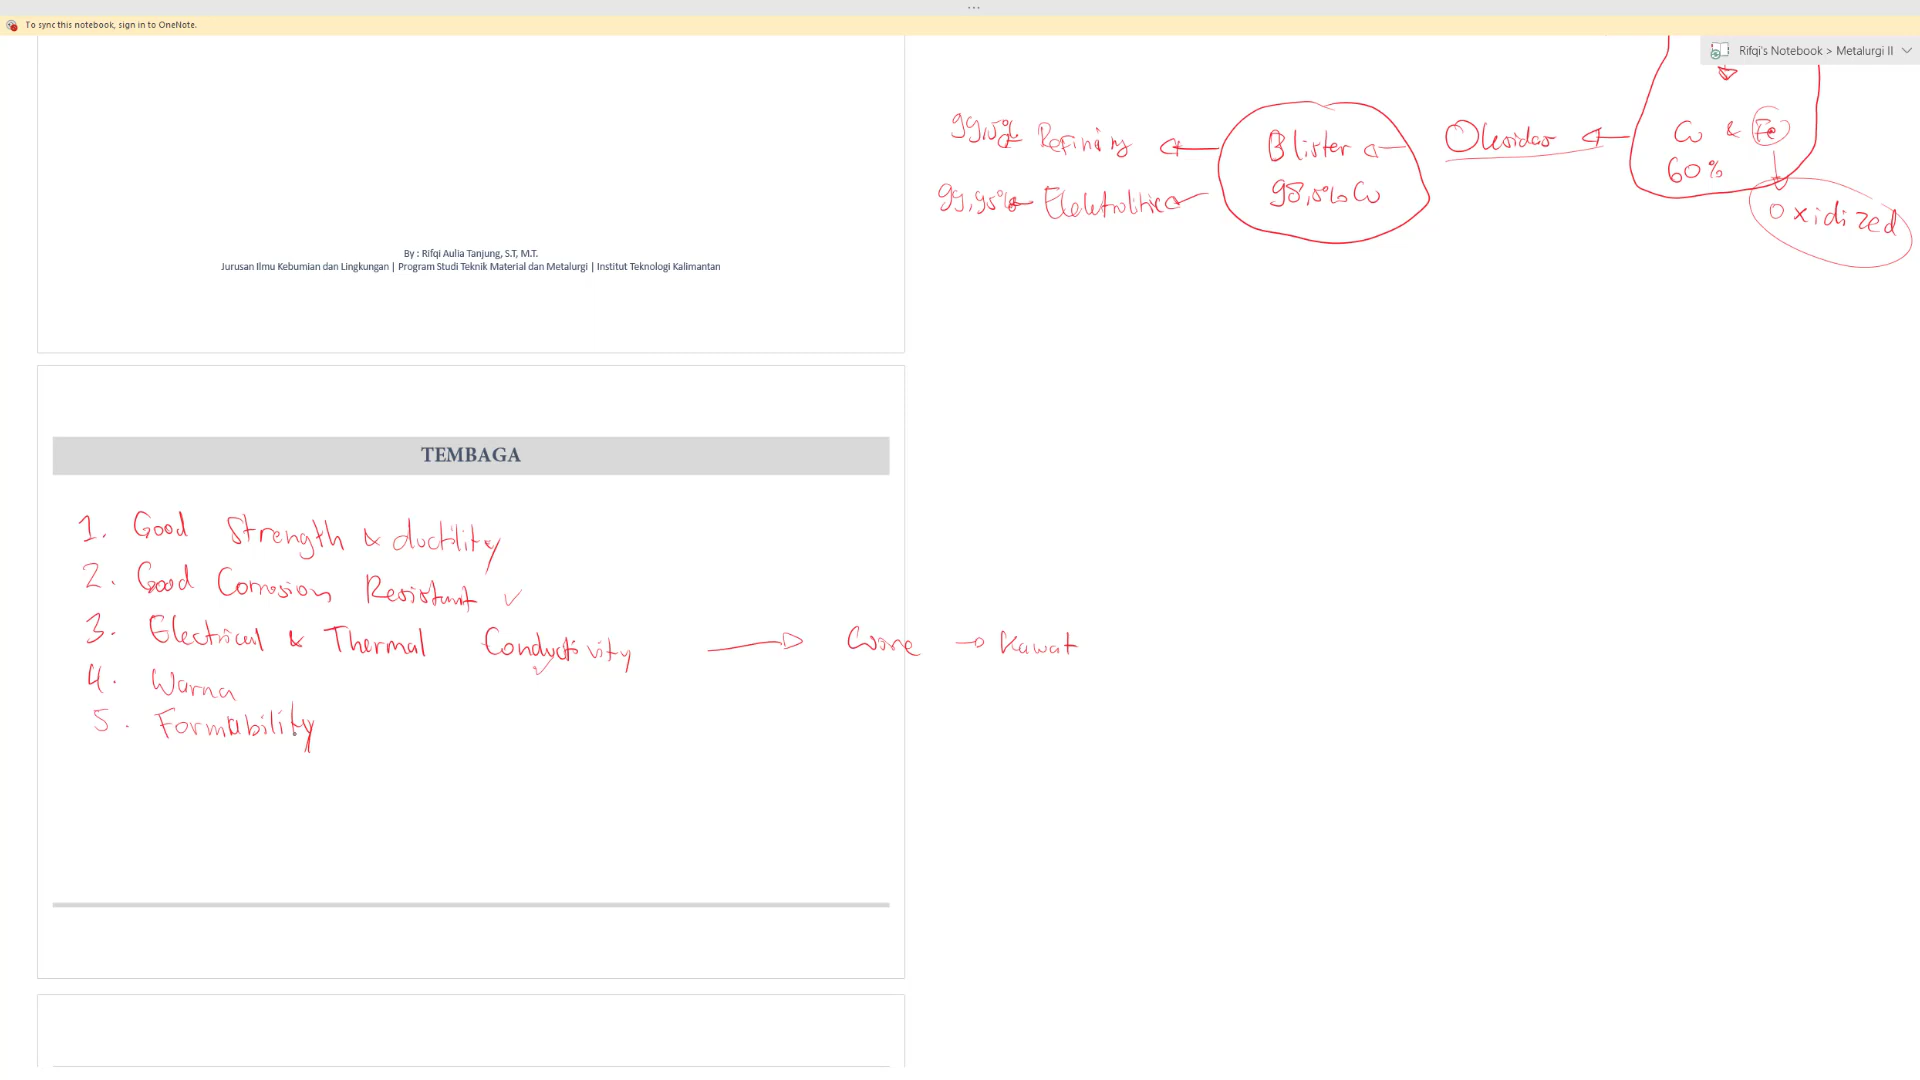 To sync this notebook, sign in to OneNote.
Rifqi's Notebook > Metalurgi II
99,5% Refining
Blister
98,5% Cu
Oksidas
Cu & Fe
60%
Oxidized
99,95%
By : Rifqi Aulia Tanjung, S.T, M.T.
Jurusan Ilmu Kebumian dan Lingkungan | Program Studi Teknik Material dan Metalurgi | Institut Teknologi Kalimantan
TEMBAGA
1. Good Strength & ductility
2. Good Corrosion Resistant ✓
3. Electrical & Thermal Conductivity → → Kawat
4. Warna
5. Formability